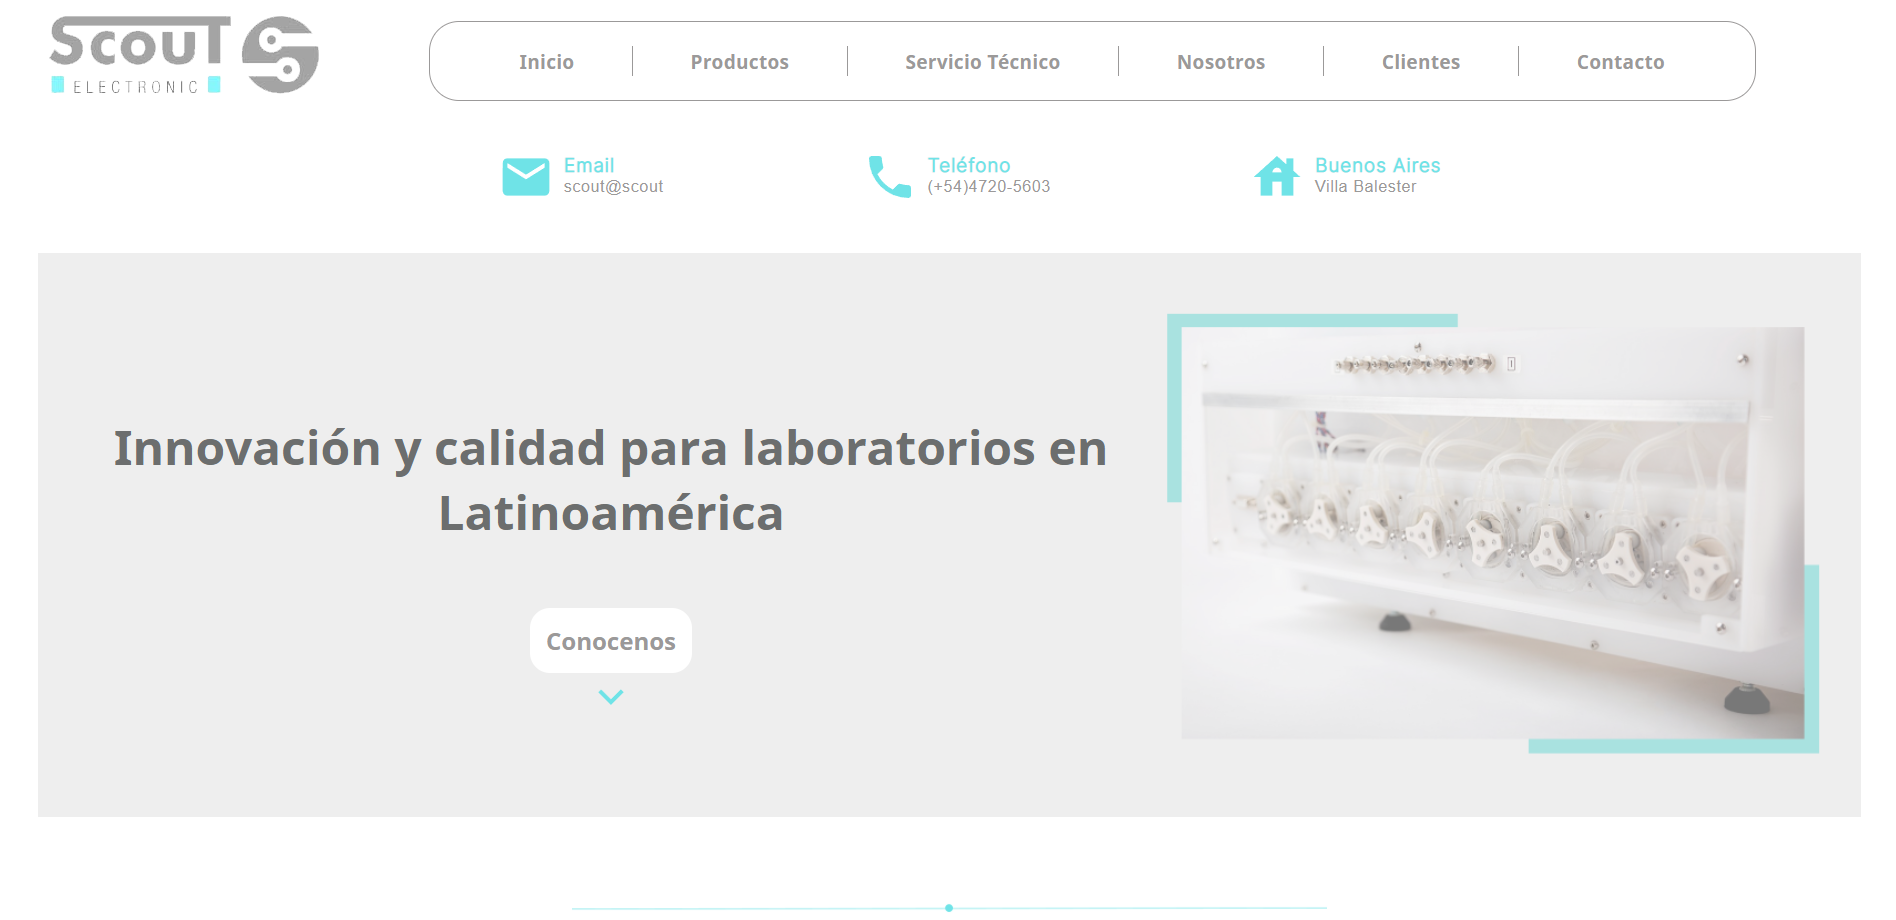 Scout
ELECTRONIC
Inicio
Productos
Servicio Técnico
Nosotros
Clientes
Contacto
Email
scout@scout
Teléfono
(+54)4720-5603
Buenos Aires
Villa Balester
Innovación y calidad para laboratorios en
Latinoamérica
Conocenos